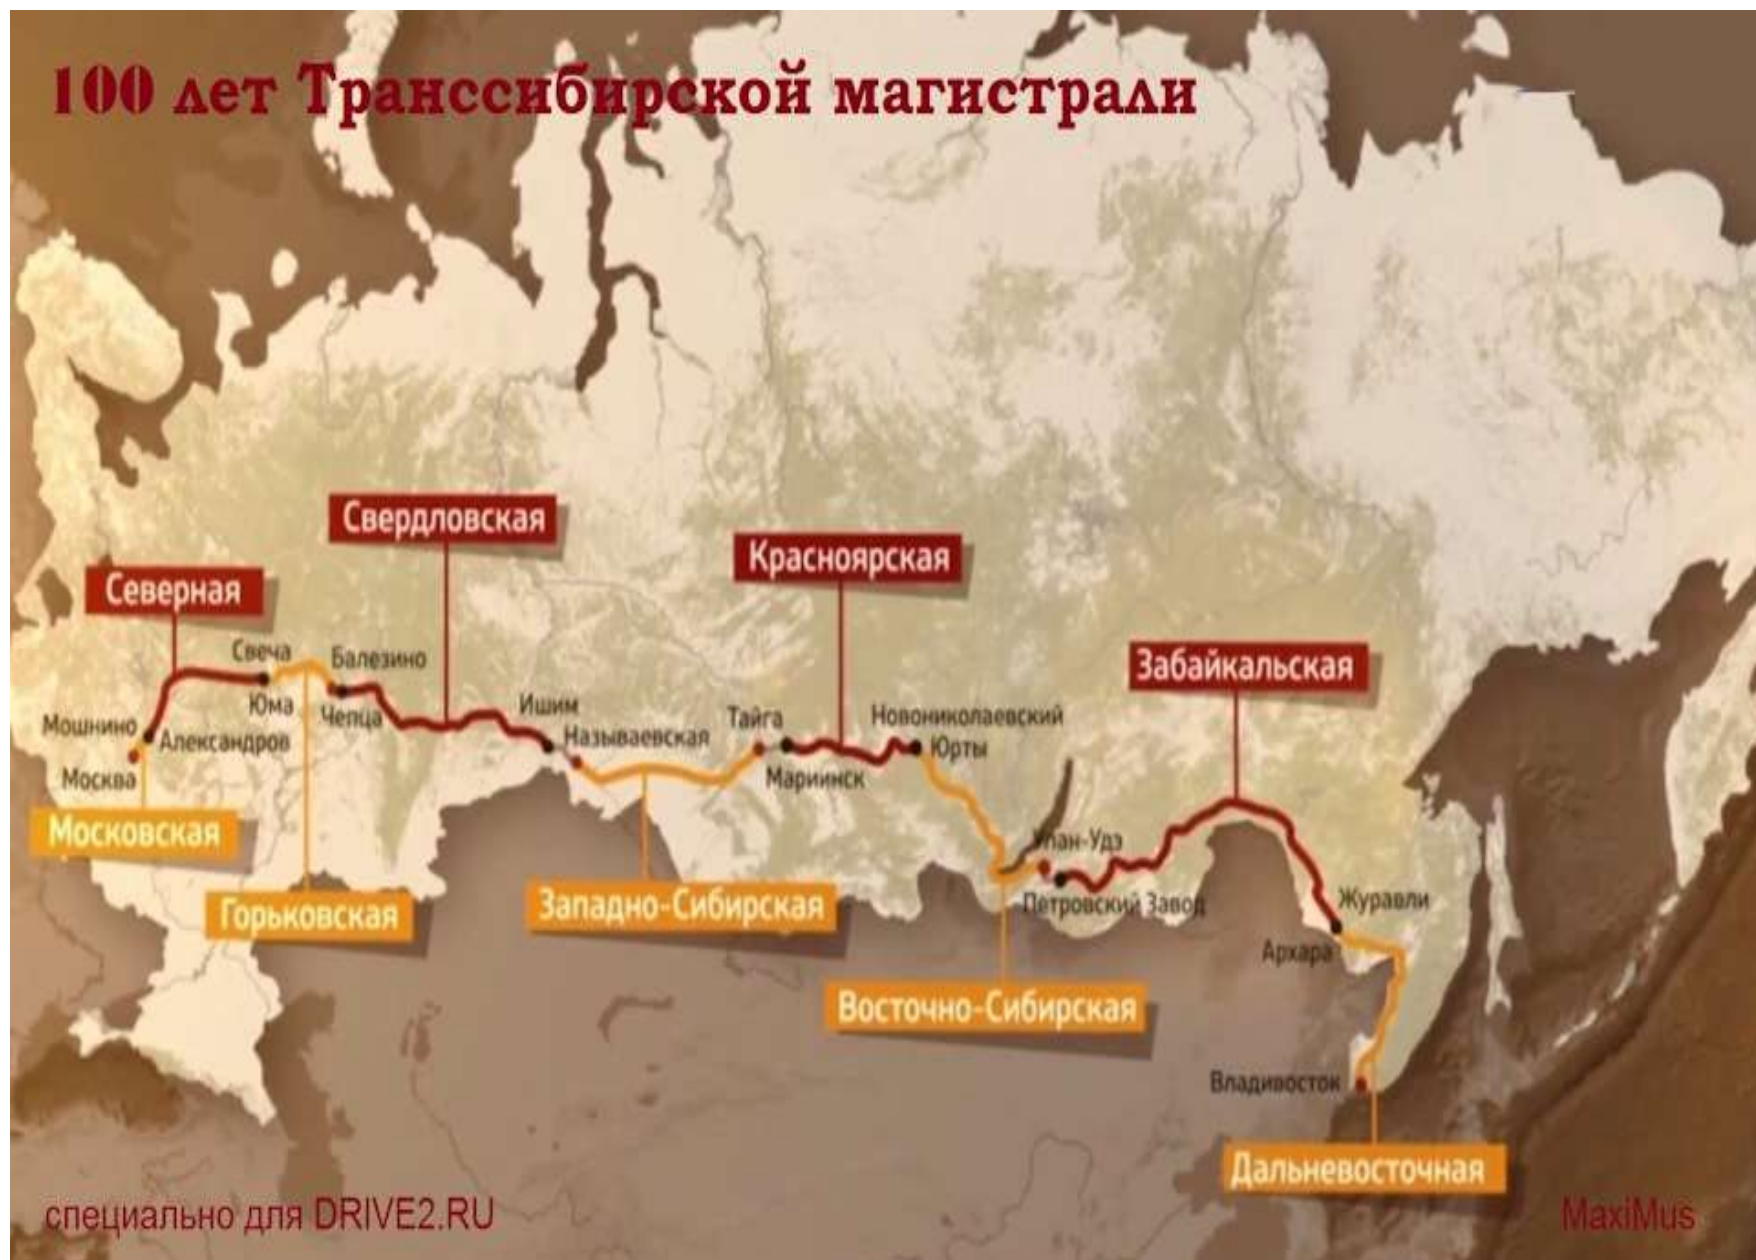 100 лет Транссибирской магистрали
Свердловская
Красноярская
Северная
Забайкальская
Свеча
Балезино
Юма
Чепца
Ишим
Мошнино
Александров
Называевская
Тайга
Новониколаевский
Юрты
Москва
Мариинск
Московская
Улан-Удэ
Горьковская
Западно-Сибирская
Петровский Завод
Журавли
Архара
Восточно-Сибирская
Владивосток
Дальневосточная
специально для DRIVE2.RU
MaxiMus